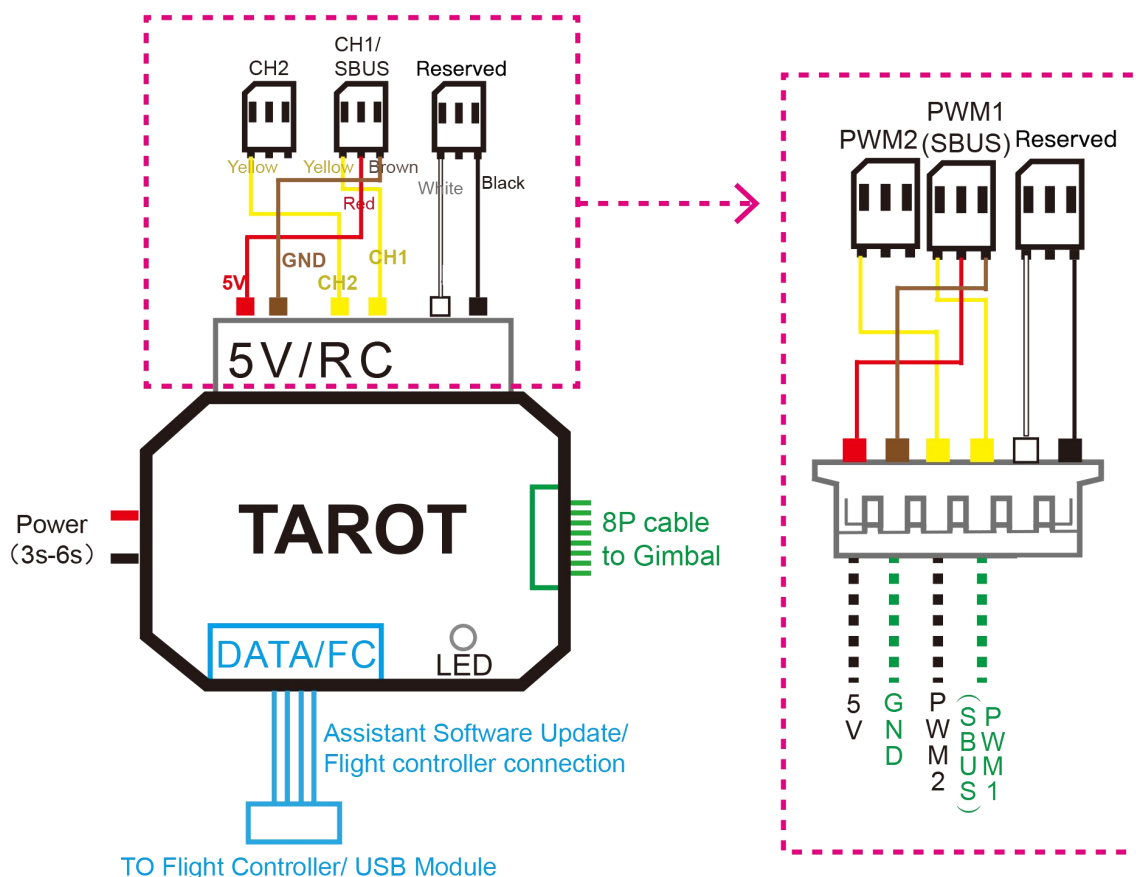 CH2
CH1/
SBUS
Reserved
Yellow
Yellow
Brown
White
Black
Red
GND
CH1
5V
CH2
5V/RC
TAROT
Power
（3s-6s）
8P cable
to Gimbal
DATA/FC
LED
Assistant Software Update/
Flight controller connection
TO Flight Controller/ USB Module
PWM2
PWM1
(SBUS)
Reserved
5V
GND
PWM2
PWM1
(SBUS)